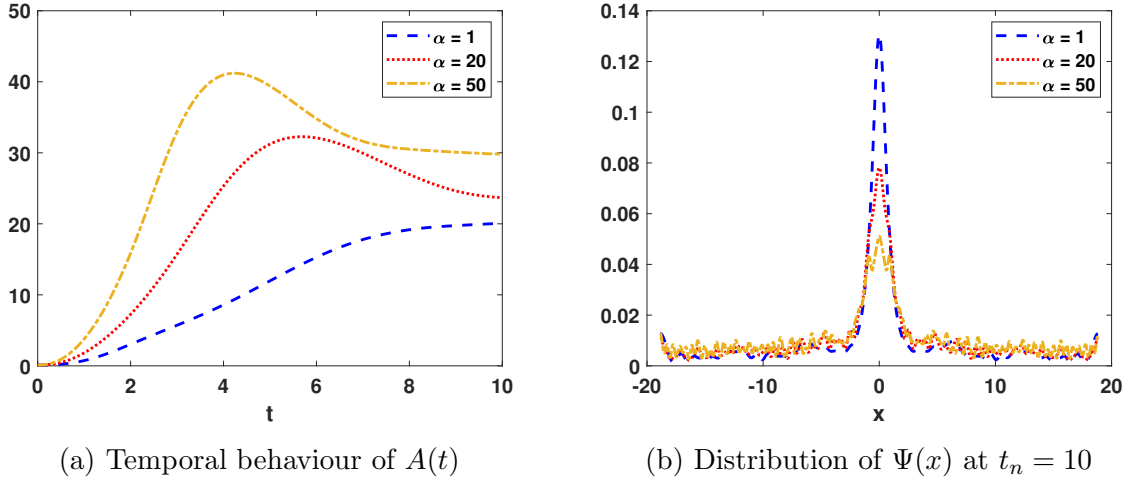 50
40
30
20
10
0
0 2 4 6 8 10
t
α = 1
α = 20
α = 50
(a) Temporal behaviour of A(t)
0.14
0.12
0.1
0.08
0.06
0.04
0.02
0
-20 -10 0 10 20
x
α = 1
α = 20
α = 50
(b) Distribution of Ψ(x) at tₙ = 10